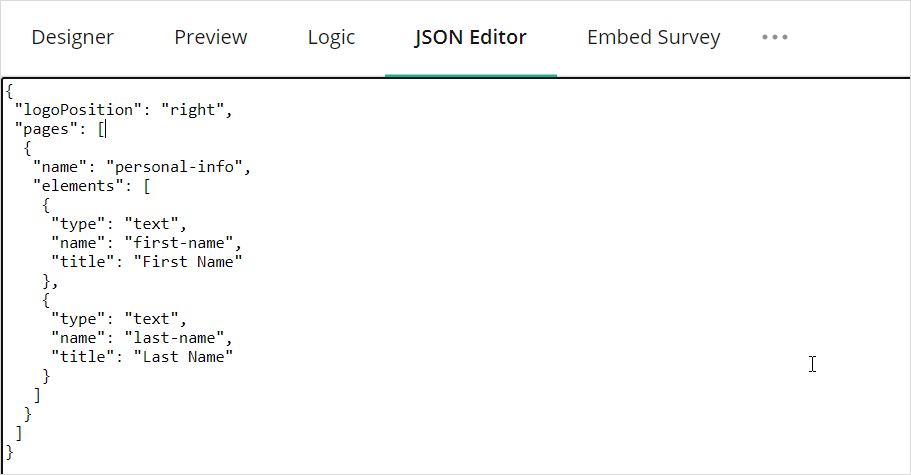 Designer Preview Logic JSON Editor Embed Survey •••
{
 "logoPosition": "right",
 "pages": [
  {
   "name": "personal-info",
   "elements": [
    {
     "type": "text",
     "name": "first-name",
     "title": "First Name"
    },
    {
     "type": "text",
     "name": "last-name",
     "title": "Last Name"
    }
   ]
  }
 ]
}